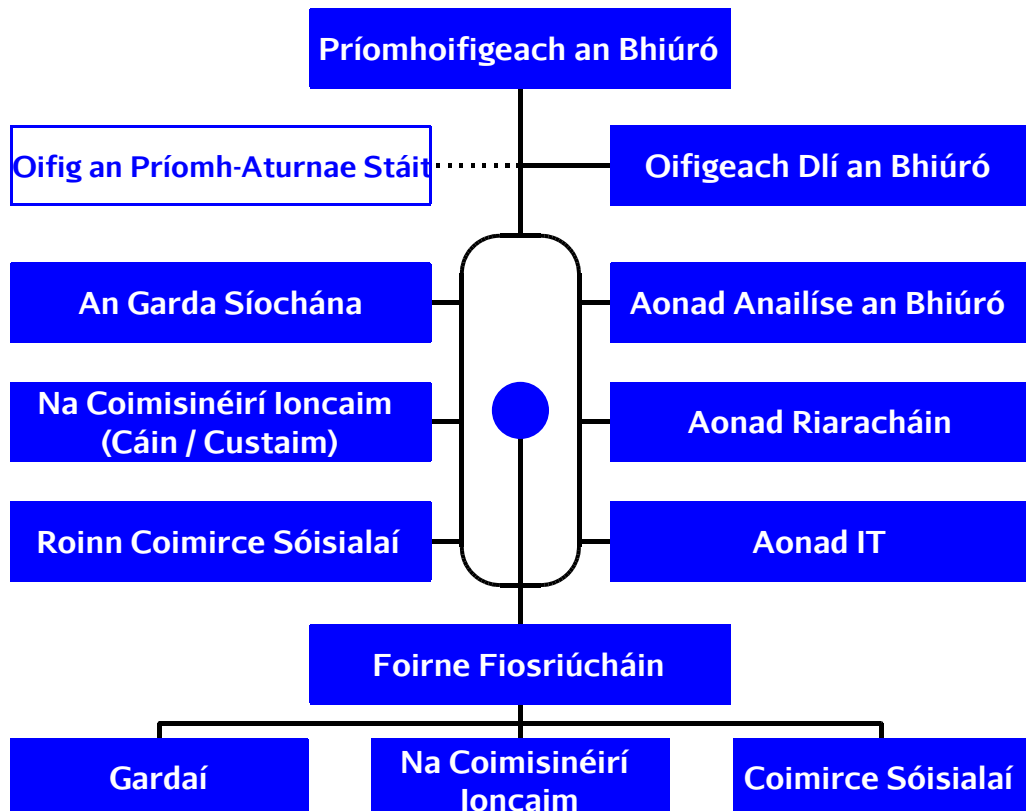 Príomhoifigeach an Bhiúró
Oifig an Príomh-Aturnae Stáit
Oifigeach Dlí an Bhiúró
An Garda Síochána
Aonad Anailíse an Bhiúró
Na Coimisinéirí Ioncaim
(Cáin / Custaim)
Aonad Riaracháin
Roinn Coimirce Sóisialaí
Aonad IT
Foirne Fiosriúcháin
Gardaí
Na Coimisinéirí
Ioncaim
Coimirce Sóisialaí